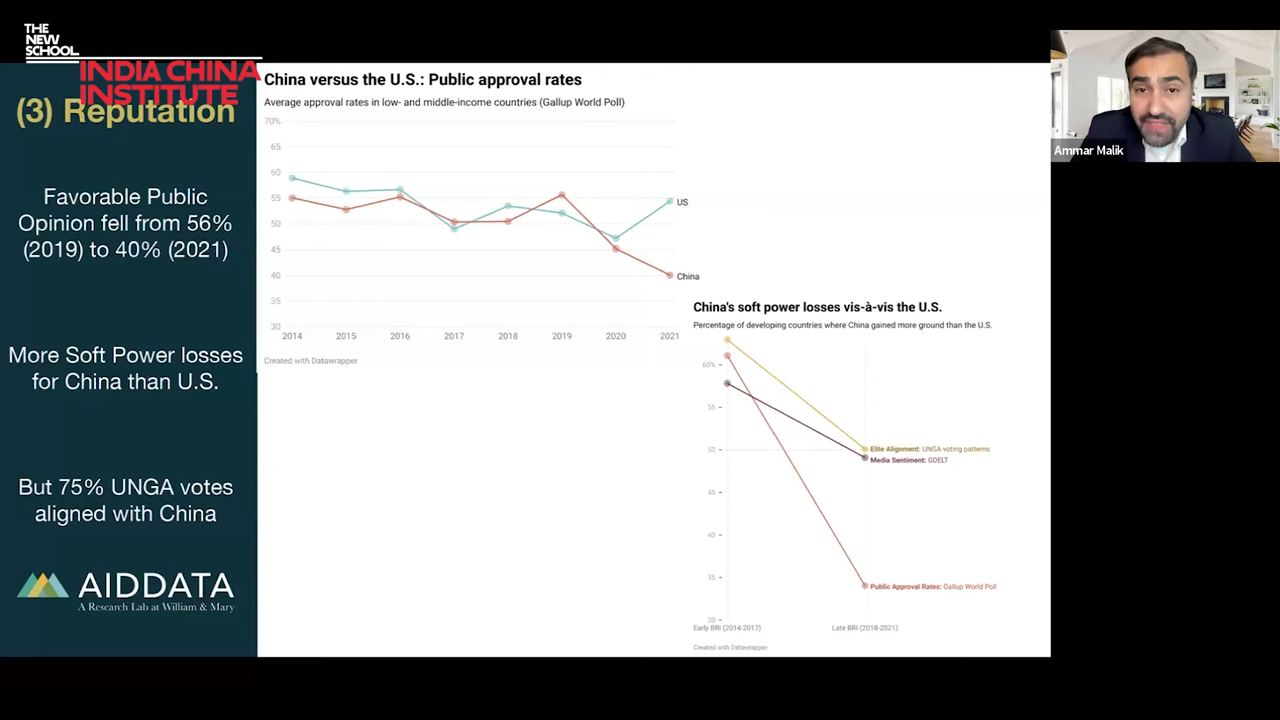 THE
NEW
SCHOOL
INDIA CHINA
INSTITUTE
(3) Reputation
Favorable Public
Opinion fell from 56%
(2019) to 40% (2021)
More Soft Power losses
for China than U.S.
But 75% UNGA votes
aligned with China
AIDDATA
A Research Lab at William & Mary
China versus the U.S.: Public approval rates
Average approval rates in low- and middle-income countries (Gallup World Poll)
70%
65
60
55
50
45
40
35
30
US
China
2014 2015 2016 2017 2018 2019 2020 2021
Created with Datawrapper
China's soft power losses vis-à-vis the U.S.
Percentage of developing countries where China gained more ground than the U.S.
60%
55
50
45
40
35
30
Elite Alignment: UNGA voting patterns
Media Sentiment: GDELT
Public Approval Rates: Gallup World Poll
Early BRI (2014-2017) Late BRI (2018-2021)
Created with Datawrapper
Ammar Malik